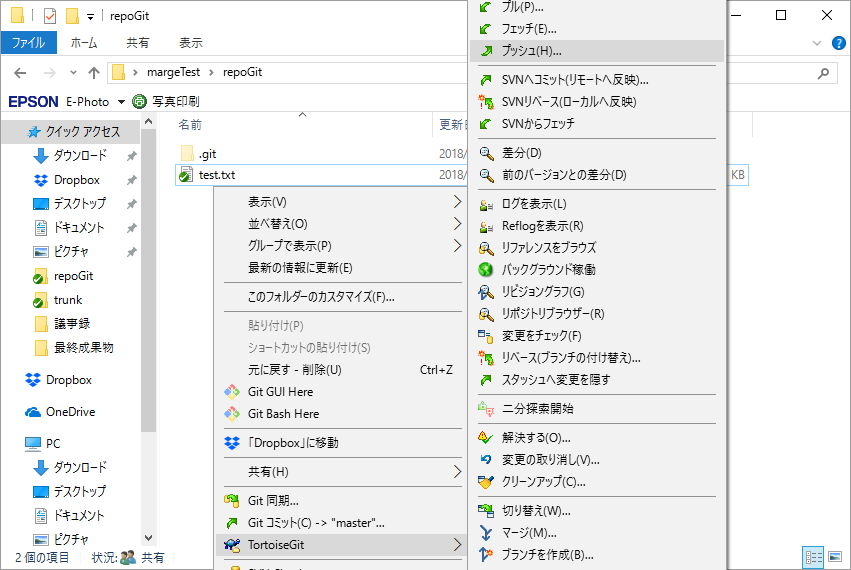 repoGit
ファイル
ホーム
共有
表示
margeTest
repoGit
EPSON E-Photo 写真印刷
クイック アクセス
ダウンロード
Dropbox
デスクトップ
ドキュメント
ピクチャ
repoGit
trunk
議事録
最終成果物
Dropbox
OneDrive
PC
ダウンロード
デスクトップ
ドキュメント
ピクチャ
名前
更新日
.git
2018/
test.txt
2018/
KB
表示(V)
並べ替え(O)
グループで表示(P)
最新の情報に更新(E)
このフォルダーのカスタマイズ(F)...
貼り付け(P)
ショートカットの貼り付け(S)
元に戻す - 削除(U) Ctrl+Z
Git GUI Here
Git Bash Here
「Dropbox」に移動
共有(H)
Git 同期...
Git コミット(C) -> "master"...
TortoiseGit
プル(P)...
フェッチ(E)...
プッシュ(H)...
SVNへコミット(リモートへ反映)...
SVNリベース(ローカルへ反映)
SVNからフェッチ
差分(D)
前のバージョンとの差分(D)
ログを表示(L)
Reflogを表示(R)
リファレンスをブラウズ
バックグラウンド稼働
リビジョングラフ(G)
リポジトリブラウザー(R)
変更をチェック(F)
リベース(ブランチの付け替え)...
スタッシュへ変更を隠す
二分探索開始
解決する(O)...
変更の取り消し(V)...
クリーンアップ(C)...
切り替え(W)...
マージ(M)...
ブランチを作成(B)...
2 個の項目
状況:
共有